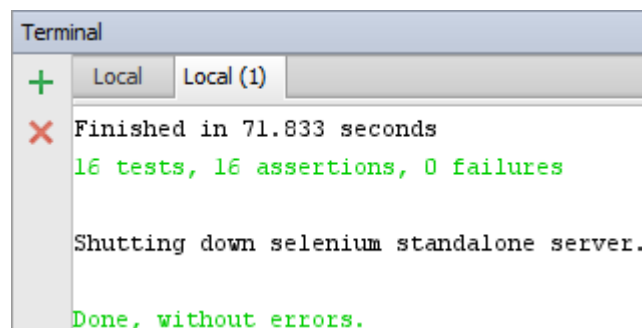 Terminal
Local Local (1)
Finished in 71.833 seconds
16 tests, 16 assertions, 0 failures
Shutting down selenium standalone server.
Done, without errors.